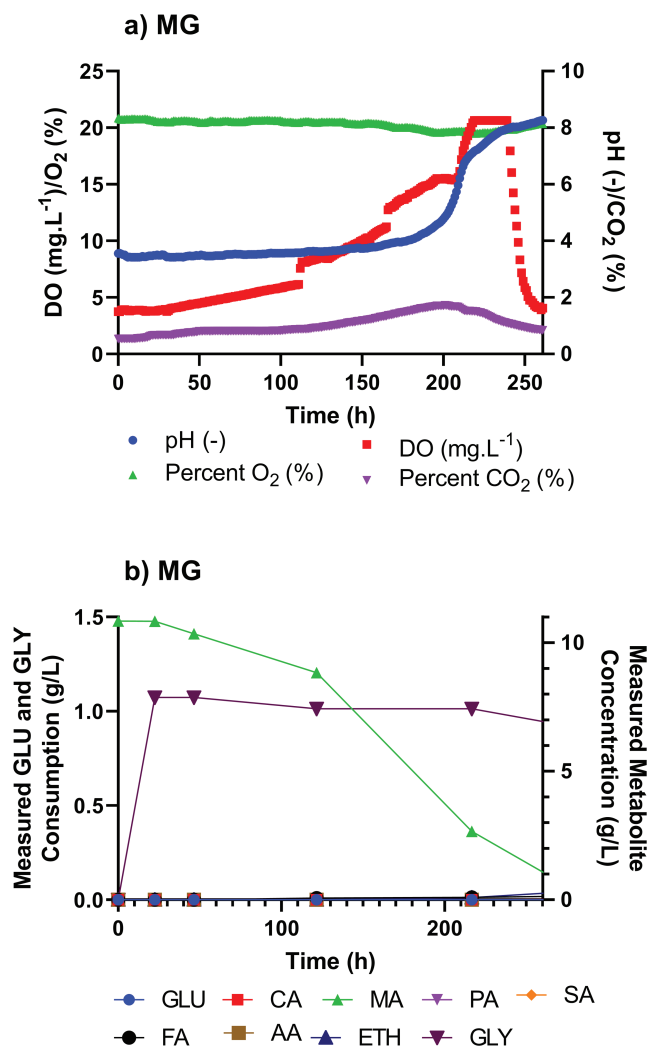 a) MG
DO (mg.L⁻¹)/O₂ (%)
25
20
15
10
5
0
10
8
6
4
2
0
pH (-)/CO₂ (%)
0 50 100 150 200 250
Time (h)
pH (-) DO (mg.L⁻¹)
Percent O₂ (%) Percent CO₂ (%)
b) MG
Measured GLU and GLY
Consumption (g/L)
1.5
1.0
0.5
0.0
10
5
0
Measured Metabolite
Concentration (g/L)
0 100 200
Time (h)
GLU CA MA PA SA
FA AA ETH GLY